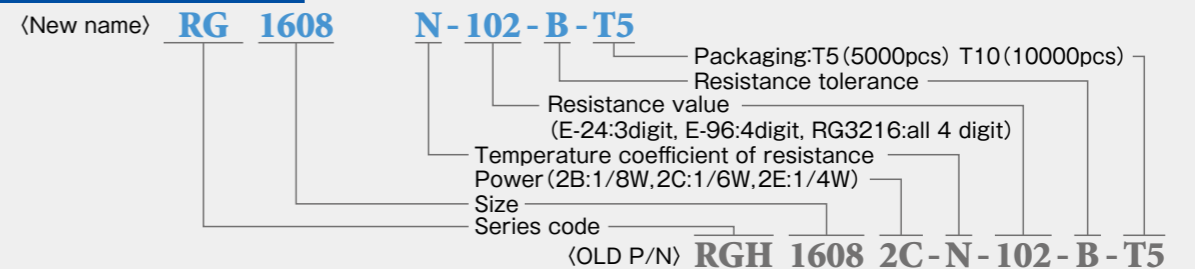 〈New name〉 RG 1608 N-102-B-T5
Packaging:T5(5000pcs) T10(10000pcs)
Resistance tolerance
Resistance value
(E-24:3digit, E-96:4digit, RG3216:all 4 digit)
Temperature coefficient of resistance
Power(2B:1/8W,2C:1/6W,2E:1/4W)
Size
Series code
〈OLD P/N〉 RGH 1608 2C-N-102-B-T5